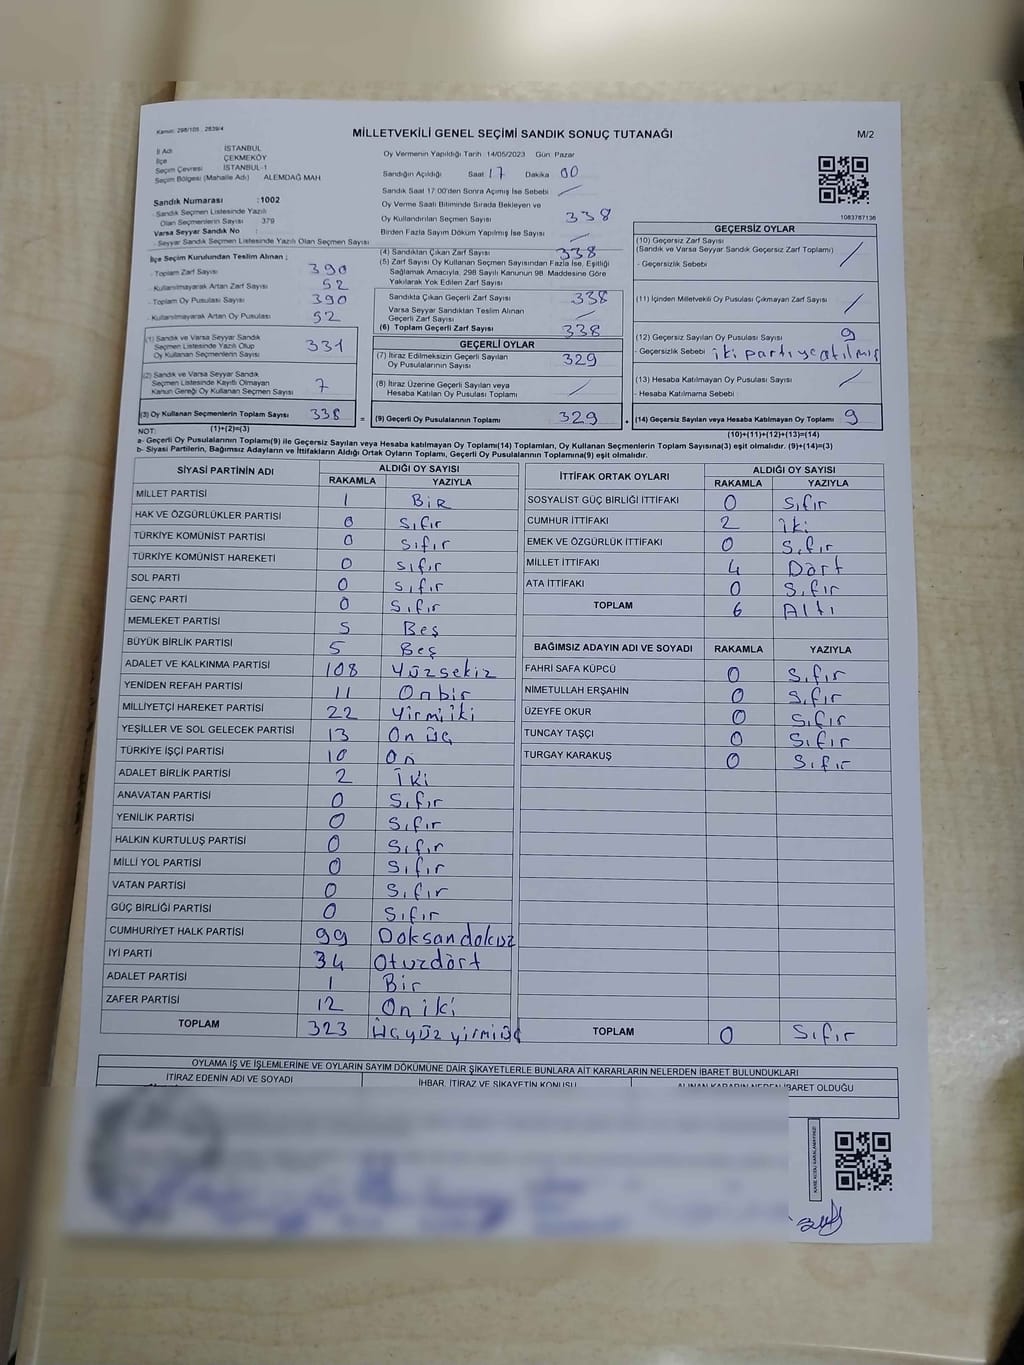 Kanun: 298/105 , 2839/4
MİLLETVEKİLİ GENEL SEÇİMİ SANDIK SONUÇ TUTANAĞI
M/2
İl Adı : İSTANBUL
İlçe : ÇEKMEKÖY
Seçim Çevresi : İSTANBUL-1
Seçim Bölgesi (Mahalle Adı) : ALEMDAĞ MAH
Sandık Numarası :1002
- Sandık Seçmen Listesinde Yazılı
Olan Seçmenlerin Sayısı : 379
Varsa Seyyar Sandık No :
- Seyyar Sandık Seçmen Listesinde Yazılı Olan Seçmen Sayısı
İlçe Seçim Kurulundan Teslim Alınan ;
- Toplam Zarf Sayısı 390
- Kullanılmayarak Artan Zarf Sayısı 52
- Toplam Oy Pusulası Sayısı 390
- Kullanılmayarak Artan Oy Pusulası 52
(1) Sandık ve Varsa Seyyar Sandık
Seçmen Listesinde Yazılı Olup
Oy Kullanan Seçmenlerin Sayısı 331
(2) Sandık ve Varsa Seyyar Sandık
Seçmen Listesinde Kayıtlı Olmayan
Kanun Gereği Oy Kullanan Seçmen Sayısı 7
(3) Oy Kullanan Seçmenlerin Toplam Sayısı 338
Oy Vermenin Yapıldığı Tarih :14/05/2023 Gün :Pazar
Sandığın Açıldığı Saat 17 Dakika 00
Sandık Saat 17:00'den Sonra Açımış İse Sebebi
Oy Verme Saati Bitiminde Sırada Bekleyen ve
Oy Kullandırılan Seçmen Sayısı 338
Birden Fazla Sayım Döküm Yapılmış İse Sayısı
(4) Sandıktan Çıkan Zarf Sayısı 338
(5) Zarf Sayısı Oy Kullanan Seçmen Sayısından Fazla İse, Eşitliği
Sağlamak Amacıyla, 298 Sayılı Kanunun 98. Maddesine Göre
Yakılarak Yok Edilen Zarf Sayısı
Sandıkta Çıkan Geçerli Zarf Sayısı 338
Varsa Seyyar Sandıktan Teslim Alınan
Geçerli Zarf Sayısı
(6) Toplam Geçerli Zarf Sayısı 338
GEÇERLİ OYLAR
(7) İtiraz Edilmeksizin Geçerli Sayılan
Oy Pusulalarının Sayısı 329
(8) İtiraz Üzerine Geçerli Sayılan veya
Hesaba Katılan Oy Pusulası Toplamı
= (9) Geçerli Oy Pusulalarının Toplamı 329
1083787136
GEÇERSİZ OYLAR
(10) Geçersiz Zarf Sayısı
(Sandık ve Varsa Seyyar Sandık Geçersiz Zarf Toplamı)
- Geçersizlik Sebebi
(11) İçinden Milletvekili Oy Pusulası Çıkmayan Zarf Sayısı
(12) Geçersiz Sayılan Oy Pusulası Sayısı 9
- Geçersizlik Sebebi iki partiye atılmış
(13) Hesaba Katılmayan Oy Pusulası Sayısı
- Hesaba Katılmama Sebebi
(14) Geçersiz Sayılan veya Hesaba Katılmayan Oy Toplamı 9
NOT: (1)+(2)=(3)
(10)+(11)+(12)+(13)=(14)
a- Geçerli Oy Pusulalarının Toplamı(9) ile Geçersiz Sayılan veya Hesaba katılmayan Oy Toplamı(14) Toplamları, Oy Kullanan Seçmenlerin Toplam Sayısına(3) eşit olmalıdır. (9)+(14)=(3)
b- Siyasi Partilerin, Bağımsız Adayların ve İttifakların Aldığı Ortak Oyların Toplamı, Geçerli Oy Pusulalarının Toplamına(9) eşit olmalıdır.
SİYASİ PARTİNİN ADI ALDIĞI OY SAYISI
RAKAMLA YAZIYLA
MİLLET PARTİSİ 1 Bir
HAK VE ÖZGÜRLÜKLER PARTİSİ 0 Sıfır
TÜRKİYE KOMÜNİST PARTİSİ 0 Sıfır
TÜRKİYE KOMÜNİST HAREKETİ 0 Sıfır
SOL PARTİ 0 Sıfır
GENÇ PARTİ 0 Sıfır
MEMLEKET PARTİSİ 5 Beş
BÜYÜK BİRLİK PARTİSİ 5 Beş
ADALET VE KALKINMA PARTİSİ 108 Yüzsekiz
YENİDEN REFAH PARTİSİ 11 Onbir
MİLLİYETÇİ HAREKET PARTİSİ 22 Yirmiiki
YEŞİLLER VE SOL GELECEK PARTİSİ 13 On üç
TÜRKİYE İŞÇİ PARTİSİ 10 On
ADALET BİRLİK PARTİSİ 2 İki
ANAVATAN PARTİSİ 0 Sıfır
YENİLİK PARTİSİ 0 Sıfır
HALKIN KURTULUŞ PARTİSİ 0 Sıfır
MİLLİ YOL PARTİSİ 0 Sıfır
VATAN PARTİSİ 0 Sıfır
GÜÇ BİRLİĞİ PARTİSİ 0 Sıfır
CUMHURİYET HALK PARTİSİ 99 Doksandokuz
İYİ PARTİ 34 Otuzdört
ADALET PARTİSİ 1 Bir
ZAFER PARTİSİ 12 On iki
TOPLAM 323 Üçyüz yirmiüç
İTTİFAK ORTAK OYLARI ALDIĞI OY SAYISI
RAKAMLA YAZIYLA
SOSYALİST GÜÇ BİRLİĞİ İTTİFAKI 0 Sıfır
CUMHUR İTTİFAKI 2 İki
EMEK VE ÖZGÜRLÜK İTTİFAKI 0 Sıfır
MİLLET İTTİFAKI 4 Dört
ATA İTTİFAKI 0 Sıfır
TOPLAM 6 Altı
BAĞIMSIZ ADAYIN ADI VE SOYADI RAKAMLA YAZIYLA
FAHRİ SAFA KÜPCÜ 0 Sıfır
NİMETULLAH ERŞAHİN 0 Sıfır
ÜZEYFE OKUR 0 Sıfır
TUNCAY TAŞÇI 0 Sıfır
TURGAY KARAKUŞ 0 Sıfır
TOPLAM 0 Sıfır
OYLAMA İŞ VE İŞLEMLERİNE VE OYLARIN SAYIM DÖKÜMÜNE DAİR ŞİKAYETLERLE BUNLARA AİT KARARLARIN NELERDEN İBARET BULUNDUKLARI
İTİRAZ EDENİN ADI VE SOYADI İHBAR, İTİRAZ VE ŞİKAYETİN KONUSU ALINAN KARARIN NEDEN İBARET OLDUĞU